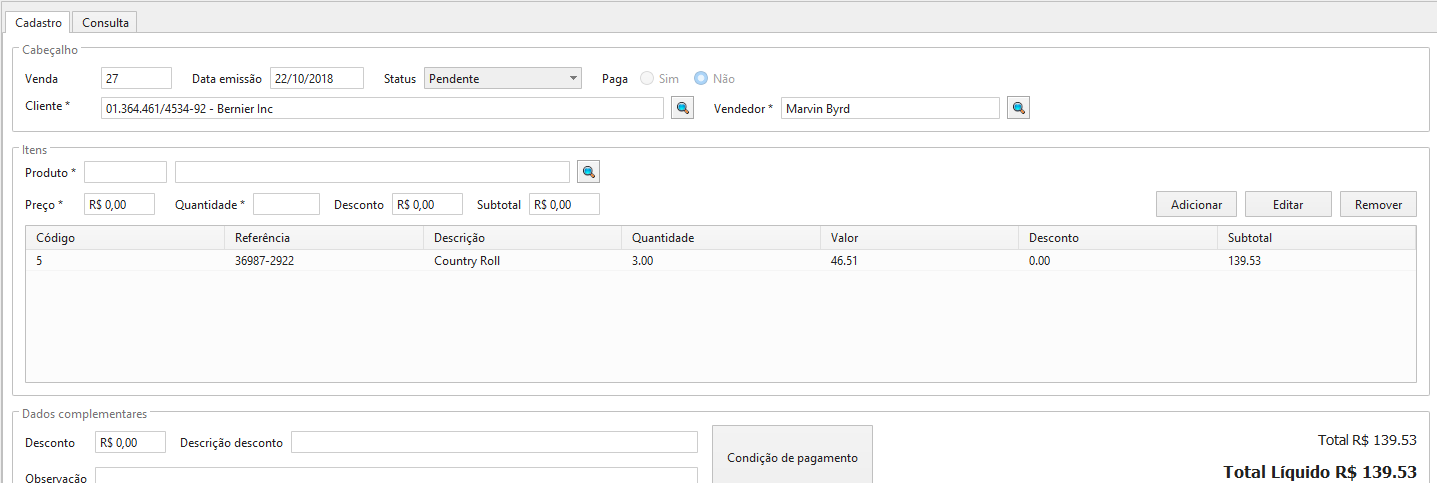 Cadastro Consulta
Cabeçalho
Venda 27 Data emissão 22/10/2018 Status Pendente Paga Sim Não
Cliente * 01.364.461/4534-92 - Bernier Inc Vendedor * Marvin Byrd
Itens
Produto *
Preço * R$ 0,00 Quantidade * Desconto R$ 0,00 Subtotal R$ 0,00 Adicionar Editar Remover
Código Referência Descrição Quantidade Valor Desconto Subtotal
5 36987-2922 Country Roll 3.00 46.51 0.00 139.53
Dados complementares
Desconto R$ 0,00 Descrição desconto Total R$ 139.53
Condição de pagamento
Observação Total Líquido R$ 139.53